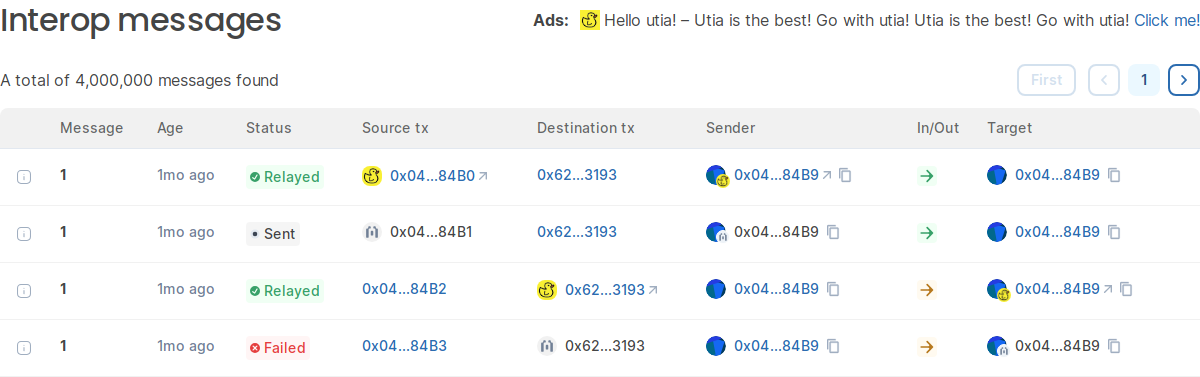 Interop messages
Ads: Hello utia! – Utia is the best! Go with utia! Utia is the best! Go with utia! Click me!
A total of 4,000,000 messages found
First 1
Message Age Status Source tx Destination tx Sender In/Out Target
1 1mo ago Relayed 0x04...84B0 0x62...3193 0x04...84B9 0x04...84B9
1 1mo ago Sent 0x04...84B1 0x62...3193 0x04...84B9 0x04...84B9
1 1mo ago Relayed 0x04...84B2 0x62...3193 0x04...84B9 0x04...84B9
1 1mo ago Failed 0x04...84B3 0x62...3193 0x04...84B9 0x04...84B9